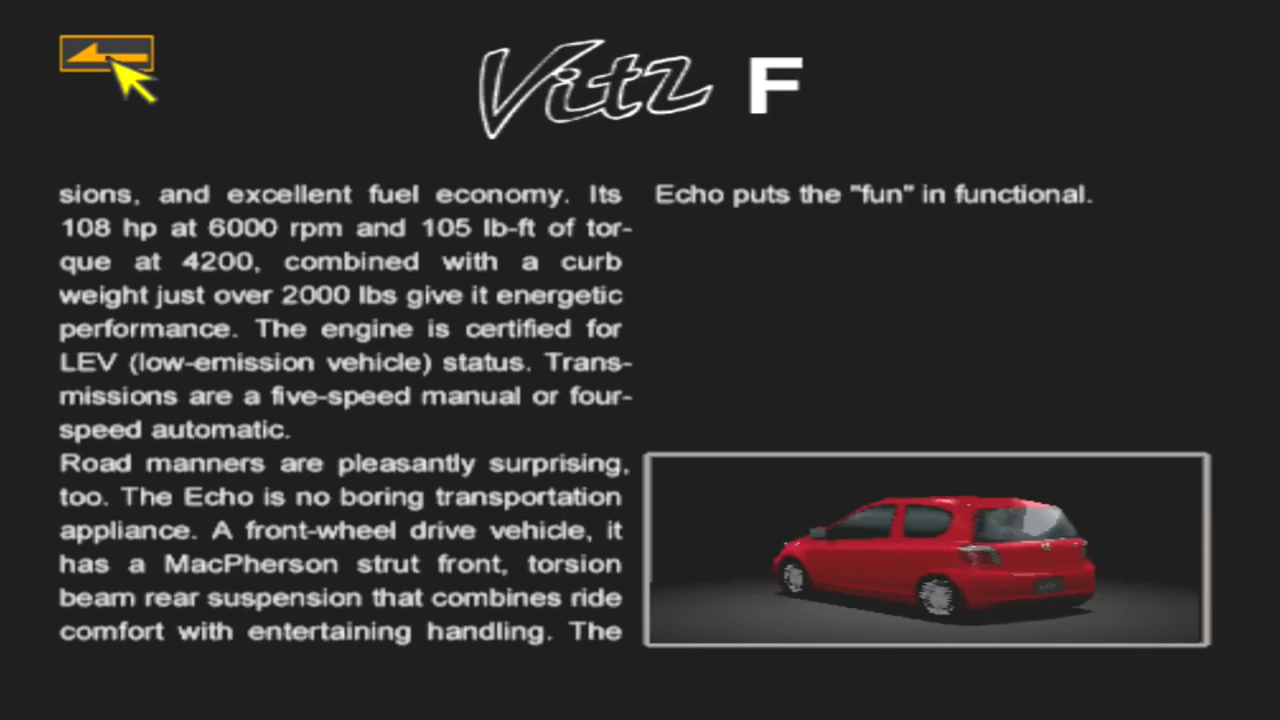 Vitz F
sions, and excellent fuel economy. Its
108 hp at 6000 rpm and 105 lb-ft of tor-
que at 4200, combined with a curb
weight just over 2000 lbs give it energetic
performance. The engine is certified for
LEV (low-emission vehicle) status. Trans-
missions are a five-speed manual or four-
speed automatic.
Road manners are pleasantly surprising,
too. The Echo is no boring transportation
appliance. A front-wheel drive vehicle, it
has a MacPherson strut front, torsion
beam rear suspension that combines ride
comfort with entertaining handling. The
Echo puts the "fun" in functional.